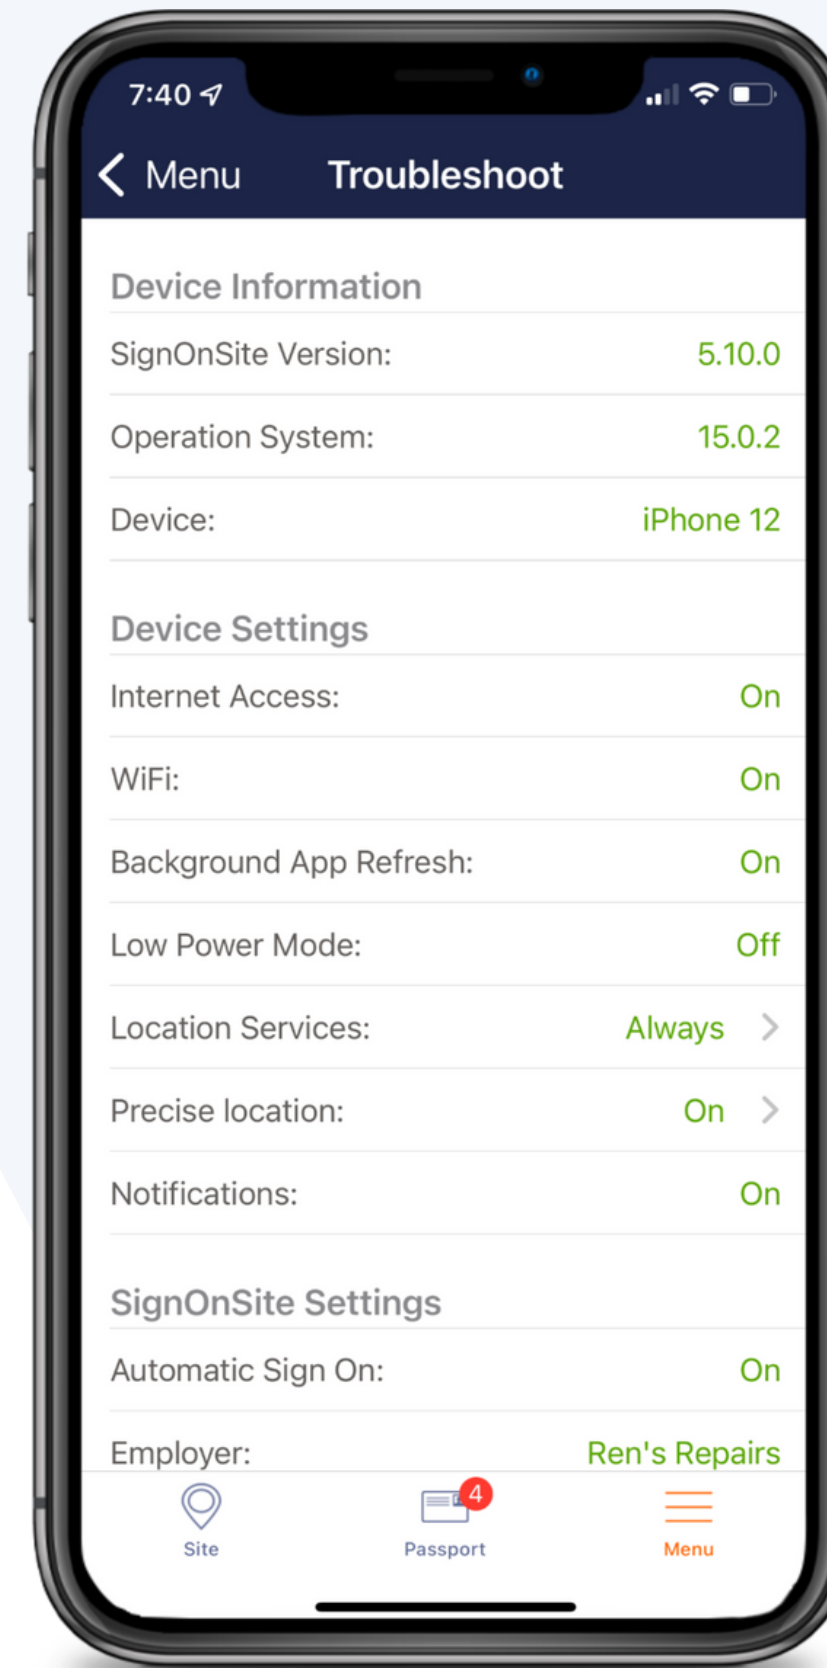 7:40
Menu Troubleshoot
Device Information
SignOnSite Version: 5.10.0
Operation System: 15.0.2
Device: iPhone 12
Device Settings
Internet Access: On
WiFi: On
Background App Refresh: On
Low Power Mode: Off
Location Services: Always
Precise location: On
Notifications: On
SignOnSite Settings
Automatic Sign On: On
Employer: Ren's Repairs
4
Site Passport Menu